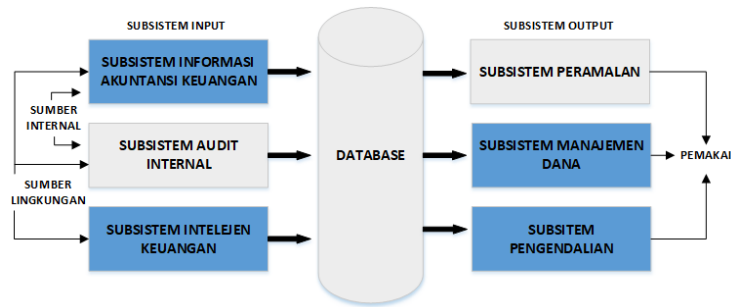 SUBSISTEM INPUT
SUBSISTEM OUTPUT
SUBSISTEM INFORMASI
AKUNTANSI KEUANGAN
SUBSISTEM PERAMALAN
SUMBER
INTERNAL
SUBSISTEM AUDIT
INTERNAL
DATABASE
SUBSISTEM MANAJEMEN
DANA
PEMAKAI
SUMBER
LINGKUNGAN
SUBSISTEM INTELEJEN
KEUANGAN
SUBSITEM
PENGENDALIAN